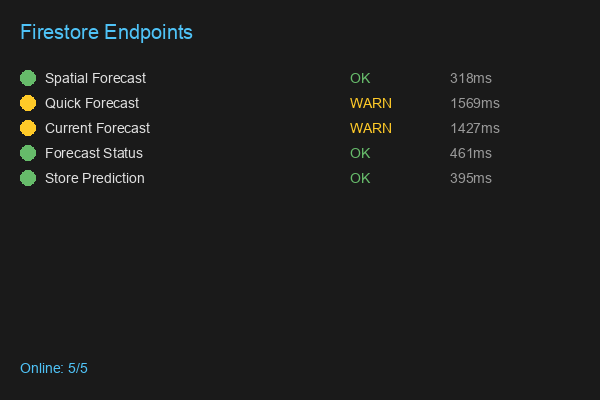 Firestore Endpoints
Spatial Forecast OK 318ms
Quick Forecast WARN 1569ms
Current Forecast WARN 1427ms
Forecast Status OK 461ms
Store Prediction OK 395ms
Online: 5/5